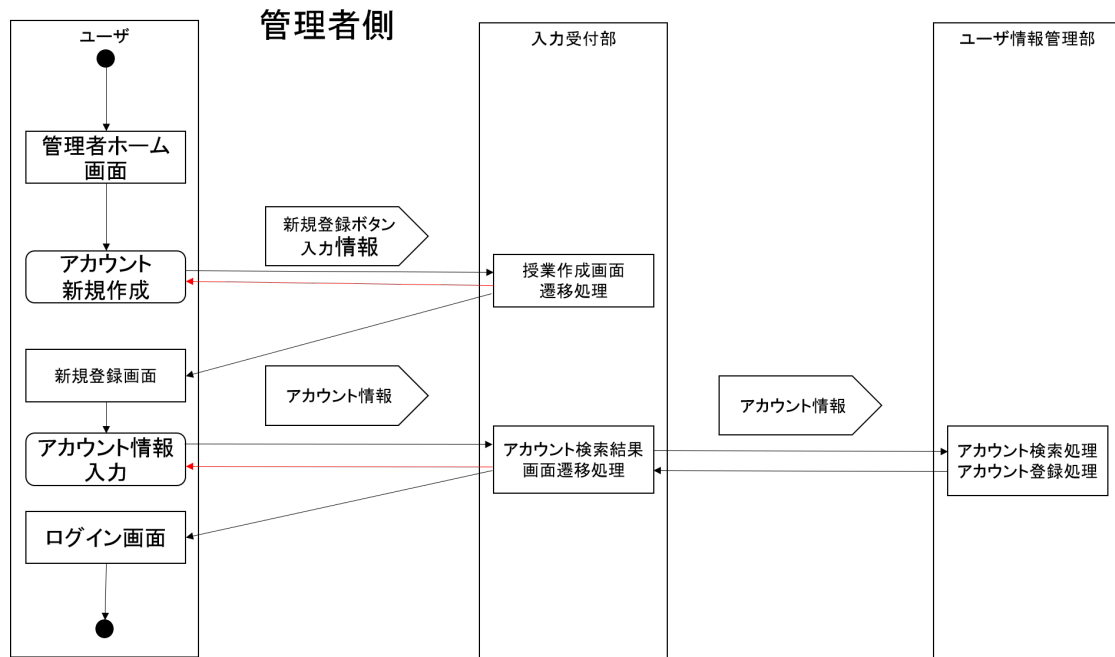 管理者側
ユーザ
入力受付部
ユーザ情報管理部
管理者ホーム
画面
新規登録ボタン
入力情報
アカウント
新規作成
授業作成画面
遷移処理
新規登録画面
アカウント情報
アカウント情報
アカウント情報
入力
アカウント検索結果
画面遷移処理
アカウント検索処理
アカウント登録処理
ログイン画面